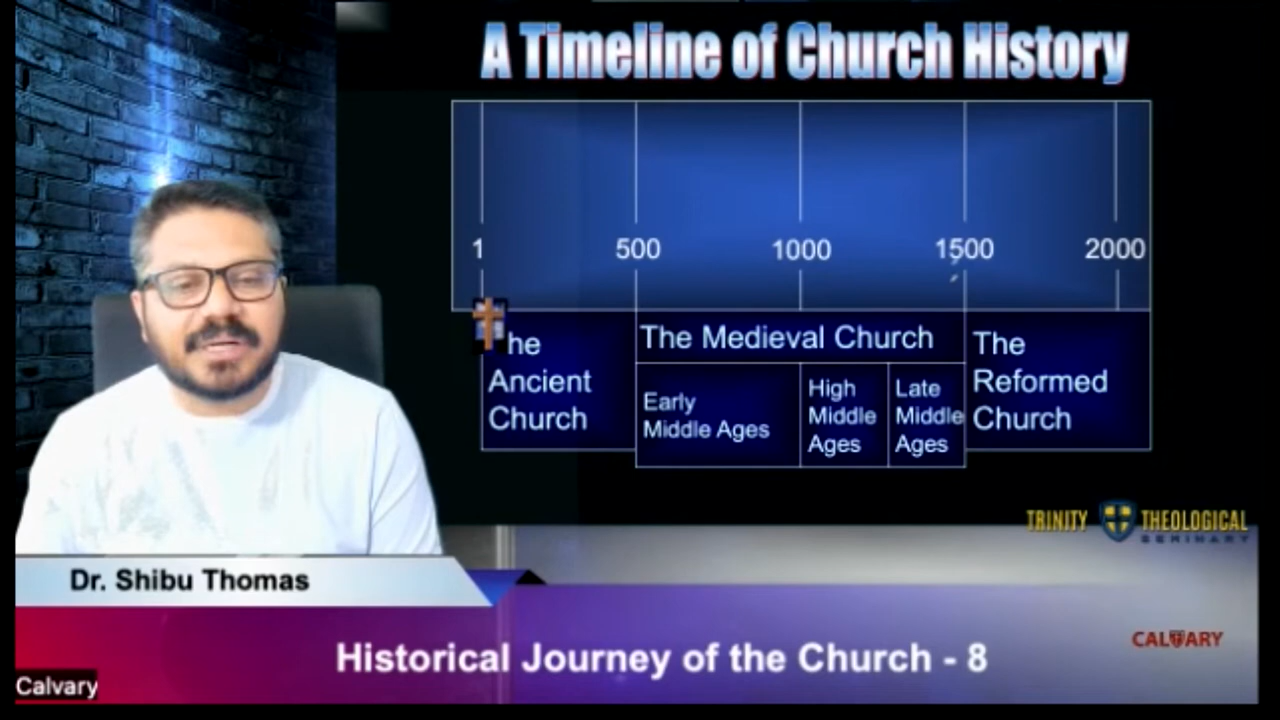 A Timeline of Church History
1 500 1000 1500 2000
The
Ancient
Church
The Medieval Church
Early
Middle Ages
High
Middle
Ages
Late
Middle
Ages
The
Reformed
Church
TRINITY THEOLOGICAL
SEMINARY
Dr. Shibu Thomas
Historical Journey of the Church - 8
CALVARY
Calvary